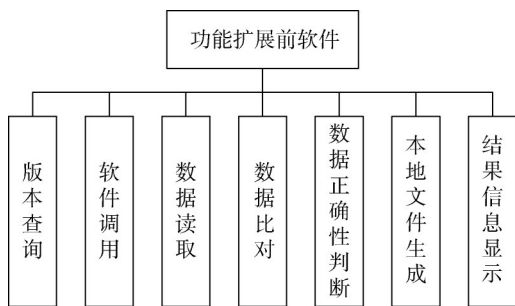 功能扩展前软件
版本查询
软件调用
数据读取
数据比对
数据正确性判断
本地文件生成
结果信息显示